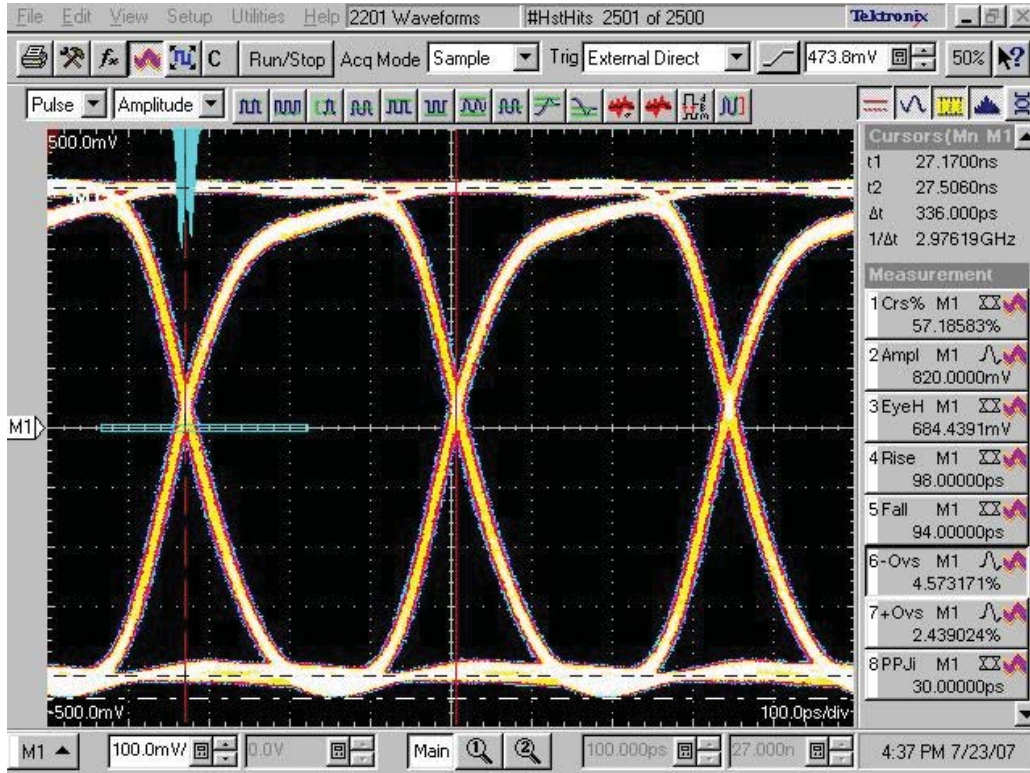 File Edit View Setup Utilities Help 2201 Waveforms #HstHits 2501 of 2500 Tektronix
C Run/Stop Acq Mode Sample Trig External Direct 473.8mV 50%
Pulse Amplitude
500.0mV
M1
M1
-500.0mV
100.0ps/div
Cursors(Mn M1
t1 27.1700ns
t2 27.5060ns
Δt 336.000ps
1/Δt 2.97619GHz
Measurement
1 Crs% M1
57.18583%
2 Ampl M1
820.0000mV
3 EyeH M1
684.4391mV
4 Rise M1
98.00000ps
5 Fall M1
94.00000ps
6 -Ovs M1
4.573171%
7 +Ovs M1
2.439024%
8 PPJi M1
30.00000ps
M1 100.0mV/ 0.0V Main 1 2 100.000ps 27.000n 4:37 PM 7/23/07